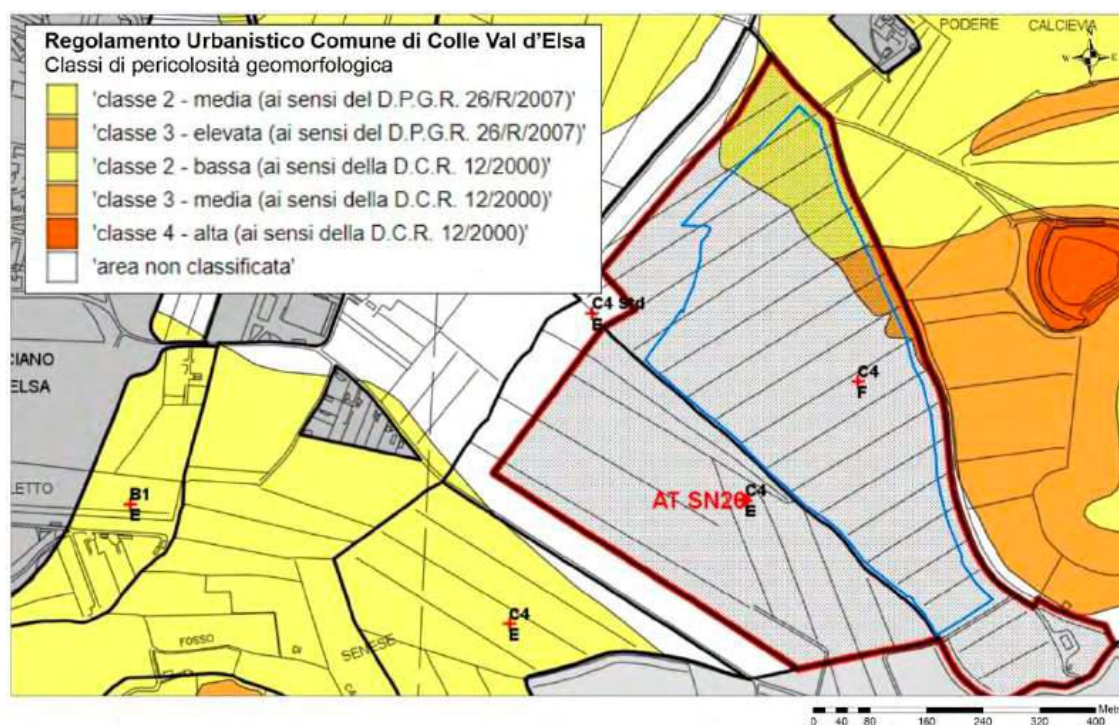 Regolamento Urbanistico Comune di Colle Val d'Elsa
Classi di pericolosità geomorfologico
'classe 2 - media (ai sensi del D.P.G.R. 26/R/2007)'
'classe 3 - elevata (ai sensi del D.P.G.R. 26/R/2007)'
'classe 2 - bassa (ai sensi della D.C.R. 12/2000)'
'classe 3 - media (ai sensi della D.C.R. 12/2000)'
'classe 4 - alta (ai sensi della D.C.R. 12/2000)'
'area non classificata'
PODERE CALCIEVIA
W E
C4 Std
E
CIANO
ELSA
C4
F
LETTO
B1
E
AT SN26
C4
E
C4
E
FOSSO
DI
SENESE
0 40 80 160 240 320 400